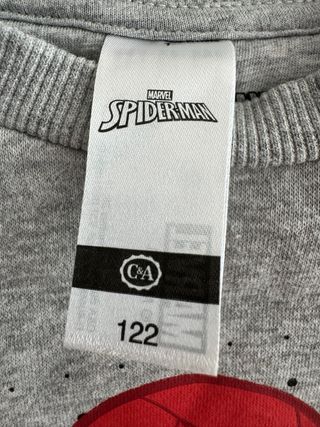 MARVEL
SPIDER-MAN
C&A
122